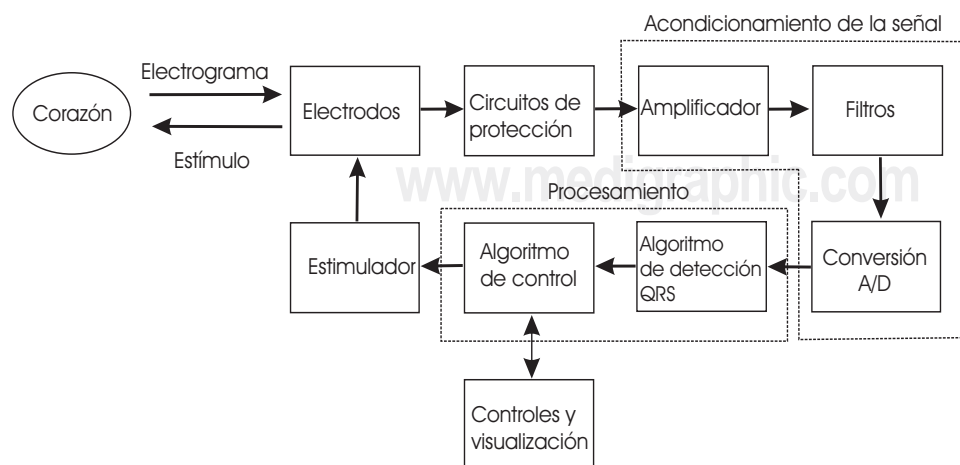 Acondicionamiento de la señal
Electrograma
Corazón
Estímulo
Electrodos
Circuitos de
protección
Amplificador
Filtros
www.medigraphic.com
Procesamiento
Estimulador
Algoritmo
de control
Algoritmo
de detección
QRS
Conversión
A/D
Controles y
visualización